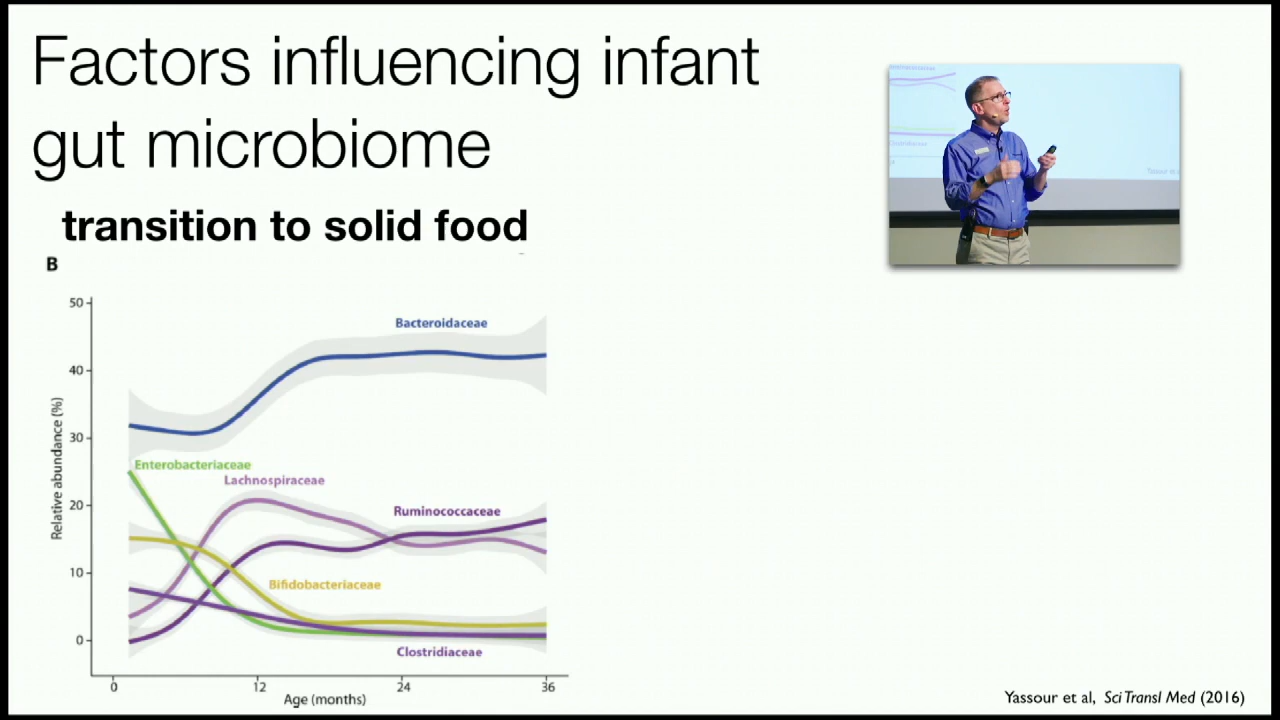 Factors influencing infant
gut microbiome
transition to solid food
B
50
40
30
20
10
0
Relative abundance (%)
Bacteroidaceae
Enterobacteriaceae
Lachnospiraceae
Ruminococcaceae
Bifidobacteriaceae
Clostridiaceae
0 12 24 36
Age (months)
Yassour et al, Sci Transl Med (2016)